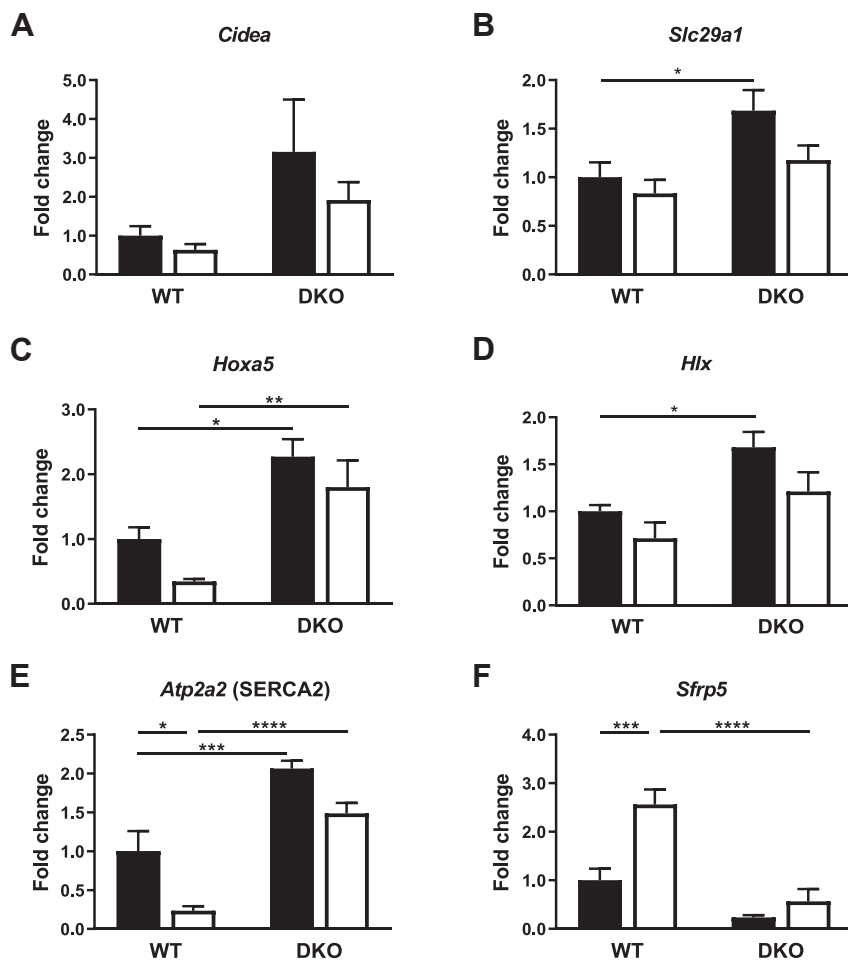 A
Cidea
5.0
4.0
3.0
2.0
1.0
0.0
Fold change
WT DKO
B
Slc29a1
2.0
1.5
1.0
0.5
0.0
Fold change
*
WT DKO
C
Hoxa5
3.0
2.0
1.0
0.0
Fold change
**
*
WT DKO
D
Hlx
2.0
1.5
1.0
0.5
0.0
Fold change
*
WT DKO
E
Atp2a2 (SERCA2)
2.5
2.0
1.5
1.0
0.5
0.0
Fold change
* ****
***
WT DKO
F
Sfrp5
4.0
3.0
2.0
1.0
0.0
Fold change
*** ****
WT DKO